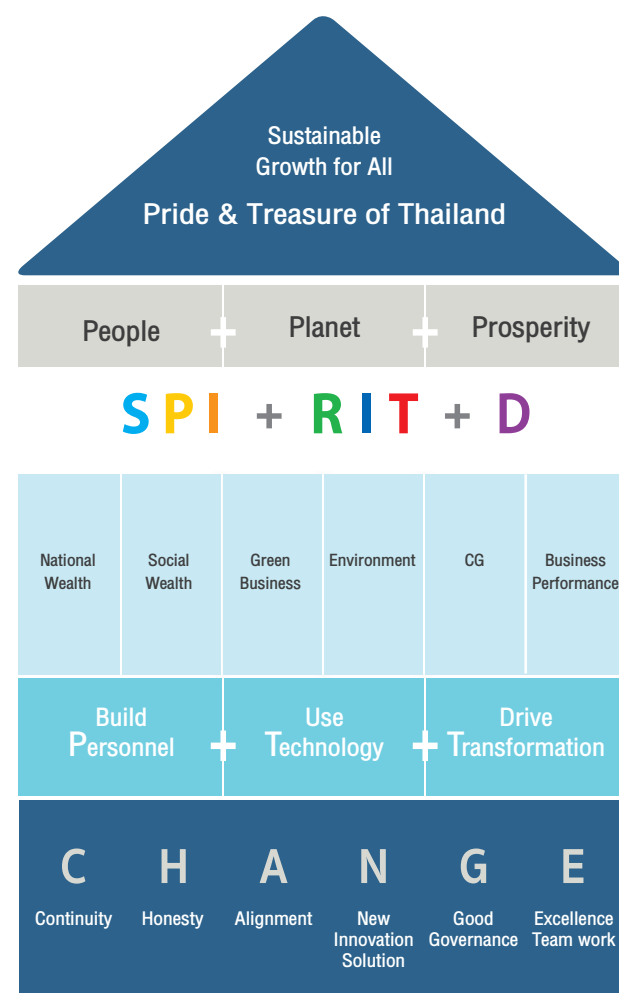 Sustainable
Growth for All
Pride & Treasure of Thailand
People + Planet + Prosperity
SPI + RIT + D
National
Wealth
Social
Wealth
Green
Business
Environment
CG
Business
Performance
Build
Personnel
+
Use
Technology
+
Drive
Transformation
C H A N G E
Continuity
Honesty
Alignment
New
Innovation
Solution
Good
Governance
Excellence
Team work